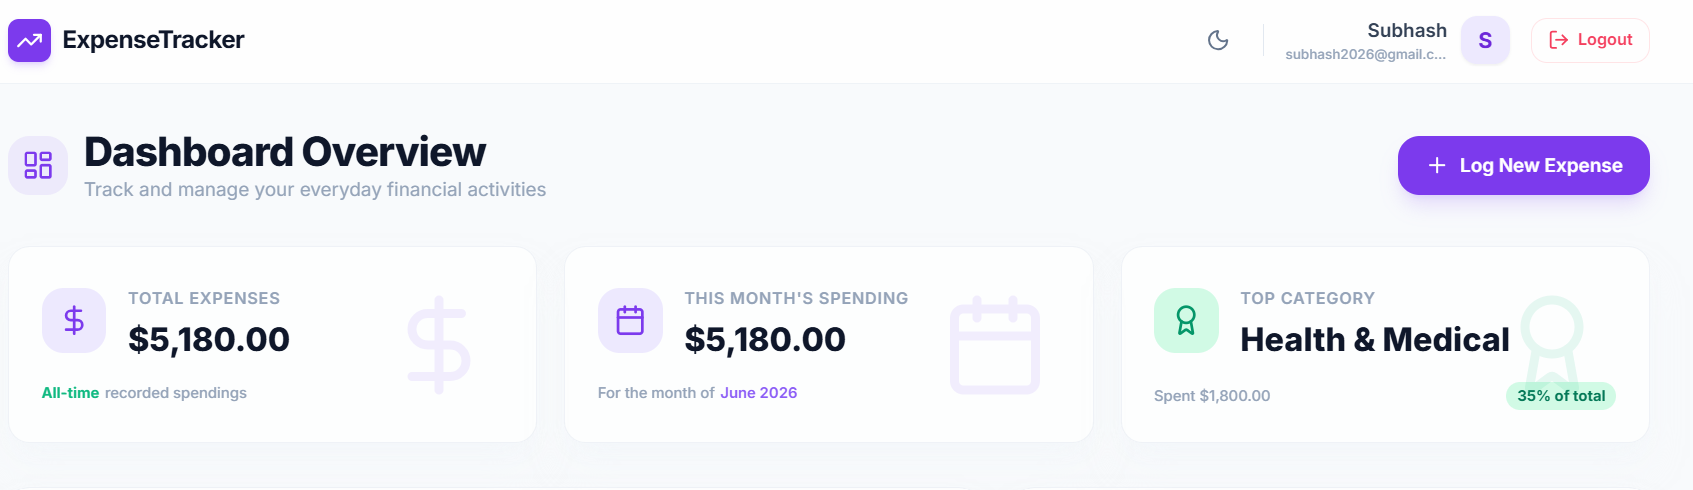 ExpenseTracker
Subhash
subhash2026@gmail.c...
S
Logout
Dashboard Overview
Track and manage your everyday financial activities
Log New Expense
TOTAL EXPENSES
$5,180.00
All-time recorded spendings
THIS MONTH'S SPENDING
$5,180.00
For the month of June 2026
TOP CATEGORY
Health & Medical
Spent $1,800.00
35% of total